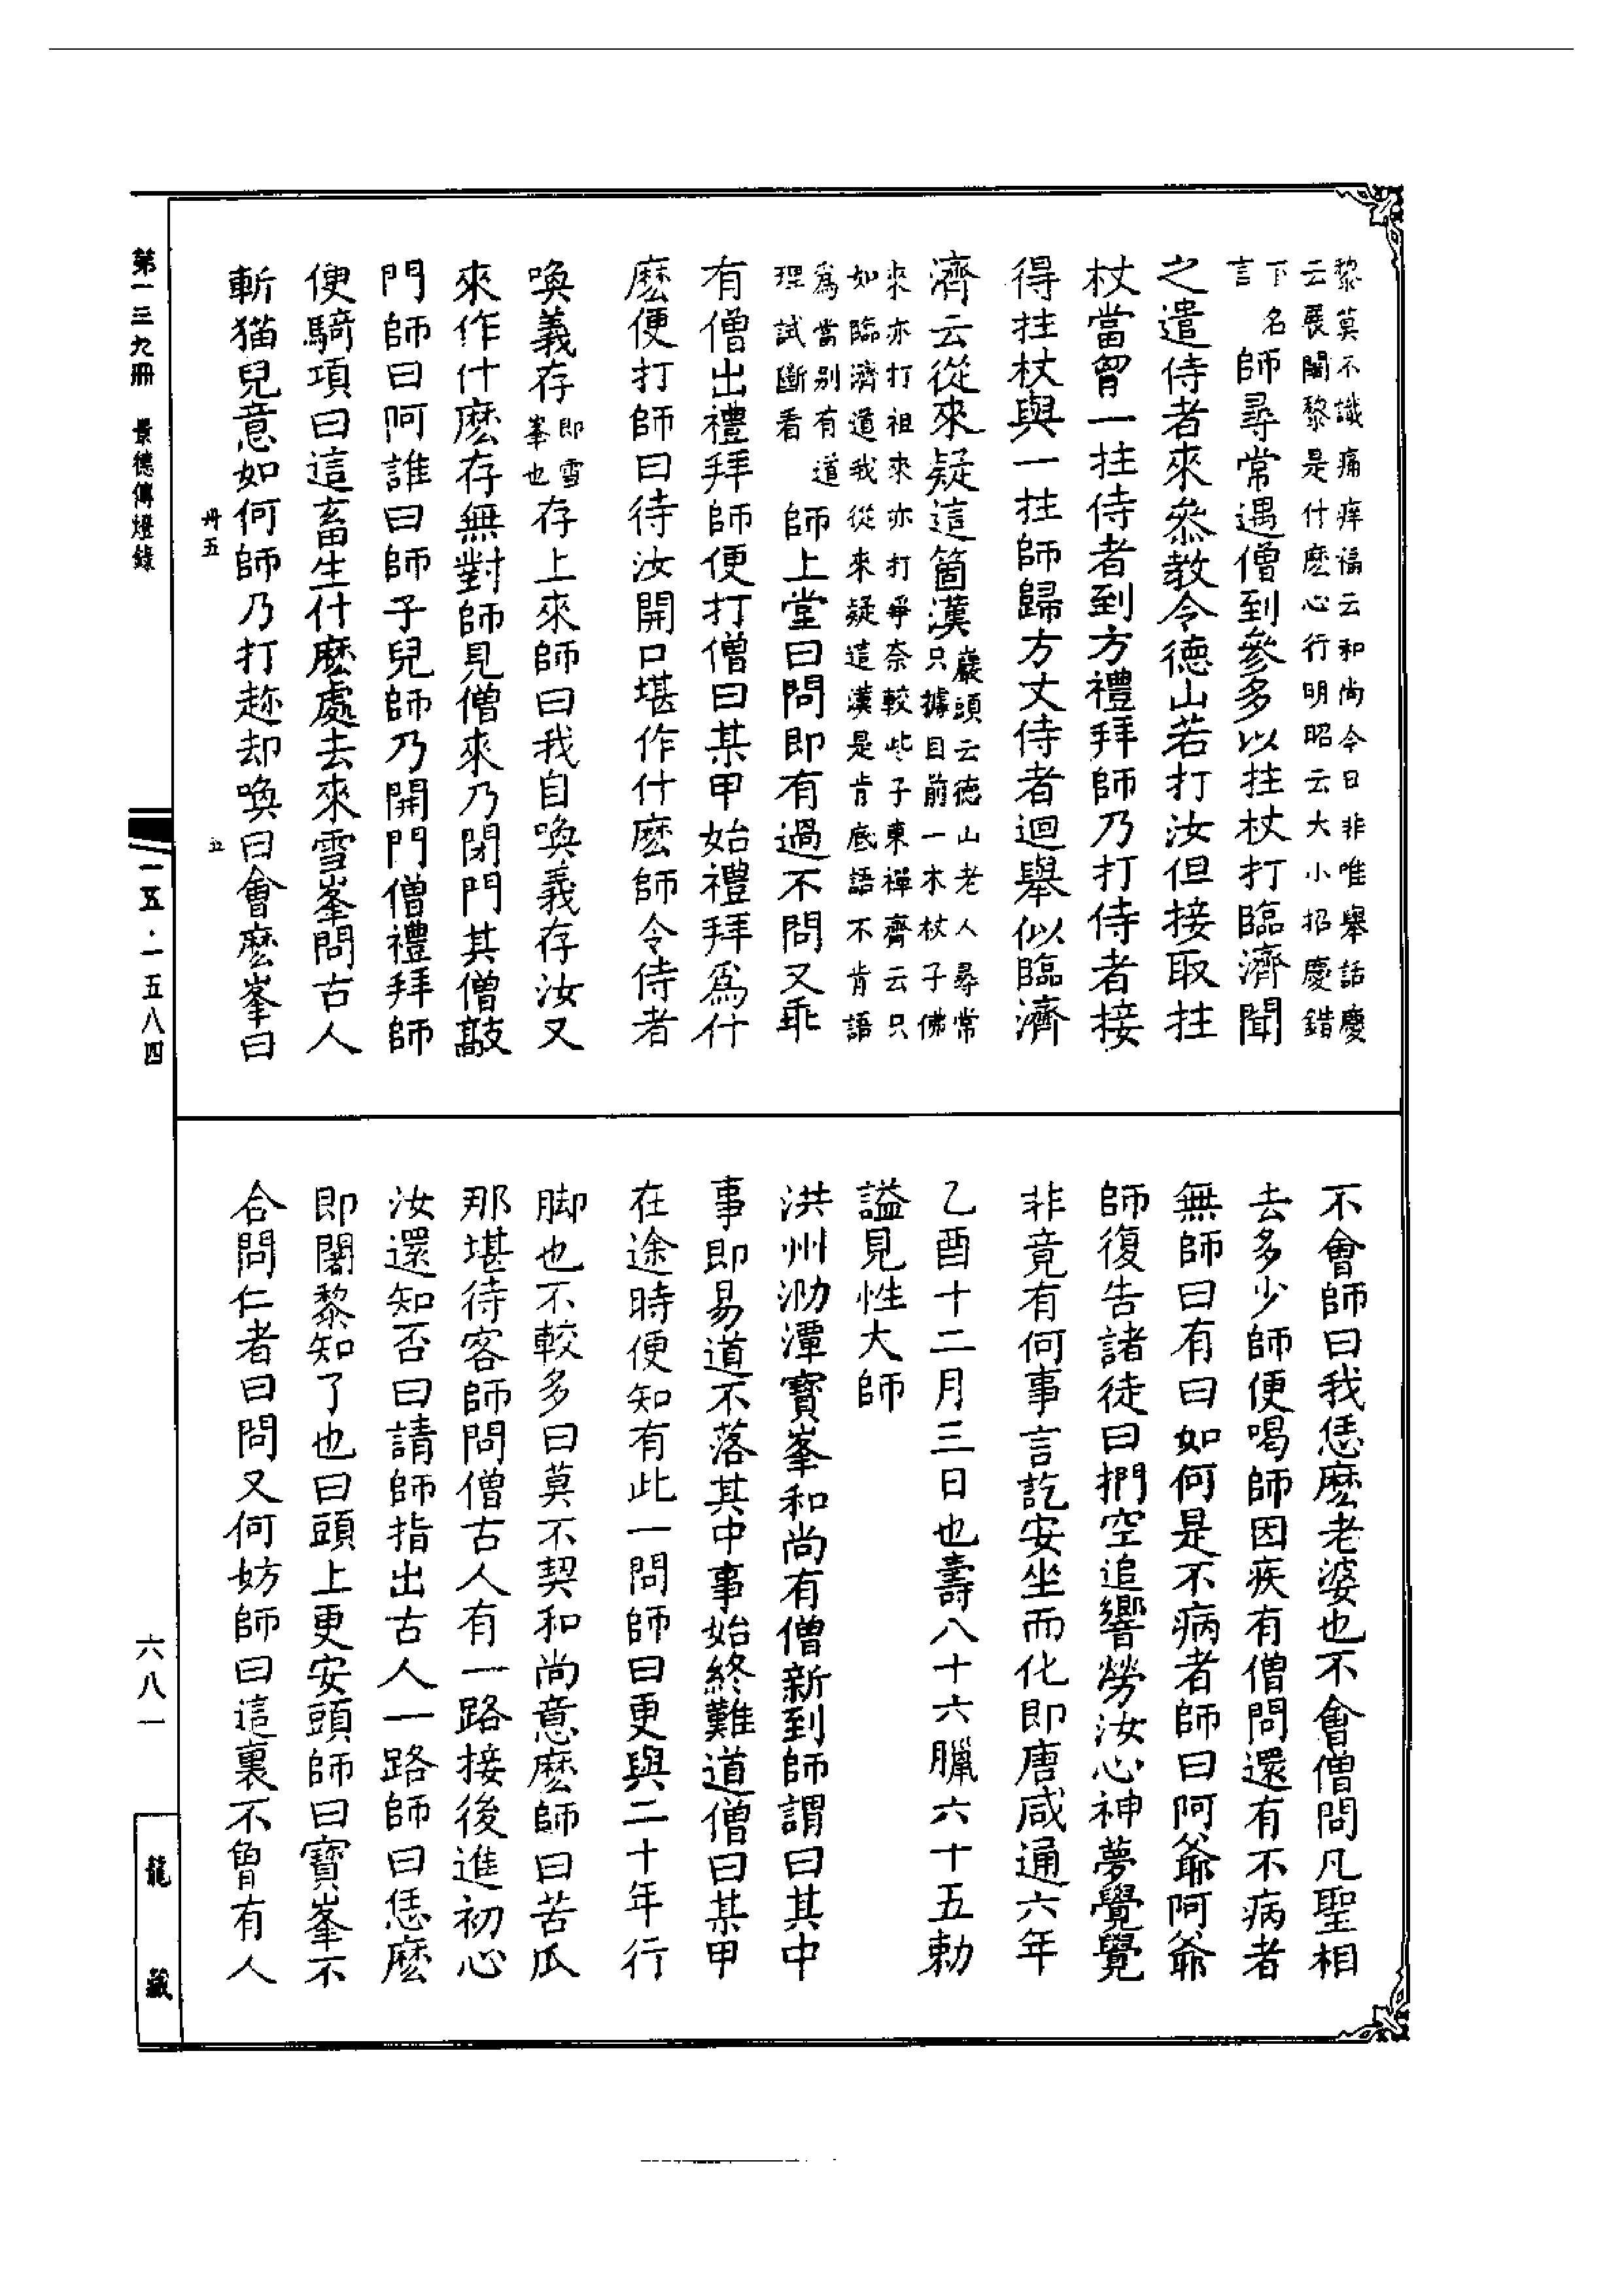 黎莫不識痛痒福云和尚今日非唯舉話慶
云展闍黎是什麼心行明昭云大小招慶錯
下名
言
師尋常遇僧到參多以拄杖打臨濟聞
之遣侍者來叅教令德山若打汝但接取拄
杖當胷一拄侍者到方禮拜師乃打侍者接
得拄杖與一拄師歸方丈侍者迴舉似臨濟
濟云從來疑這箇漢
巖頭云德山老人尋常
只據目前一木杖子佛
來亦打祖來亦打爭奈較些子東禪齊云只
如臨濟道我從來疑這漢是肯底語不肯語
爲當别有道
理試斷看
師上堂曰問即有過不問又乖
有僧出禮拜師便打僧曰某甲始禮拜爲什
麼便打師曰待汝開口堪作什麼師令侍者
喚義存
即雪
峯也
存上來師曰我自喚義存汝又
來作什麼存無對師見僧來乃閉門其僧敲
門師曰阿誰曰師子兒師乃開門僧禮拜師
便騎項曰這畜生什麼處去來雪峯問古人
斬猫兒意如何師乃打趂却喚曰會麼峯曰
不會師曰我恁麼老婆也不會僧問凡聖相
去多少師便喝師因疾有僧問還有不病者
無師曰有曰如何是不病者師曰阿爺阿爺
師復告諸徒曰捫空追響勞汝心神夢覺覺
非竟有何事言訖安坐而化即唐咸通六年
乙酉十二月三日也壽八十六臘六十五勅
謚見性大師
洪州泐潭寶峯和尚有僧新到師謂曰其中
事即易道不落其中事始終難道僧曰某甲
在途時便知有此一問師曰更與二十年行
脚也不較多曰莫不契和尚意麼師曰苦瓜
那堪待客師問僧古人有一路接後進初心
汝還知否曰請師指出古人一路師曰恁麼
即闍黎知了也曰頭上更安頭師曰寶峯不
合問仁者曰問又何妨師曰這裏不曾有人
第一三九冊 景德傳燈錄
冊五
五
一五·一五八四
六八一
龍藏